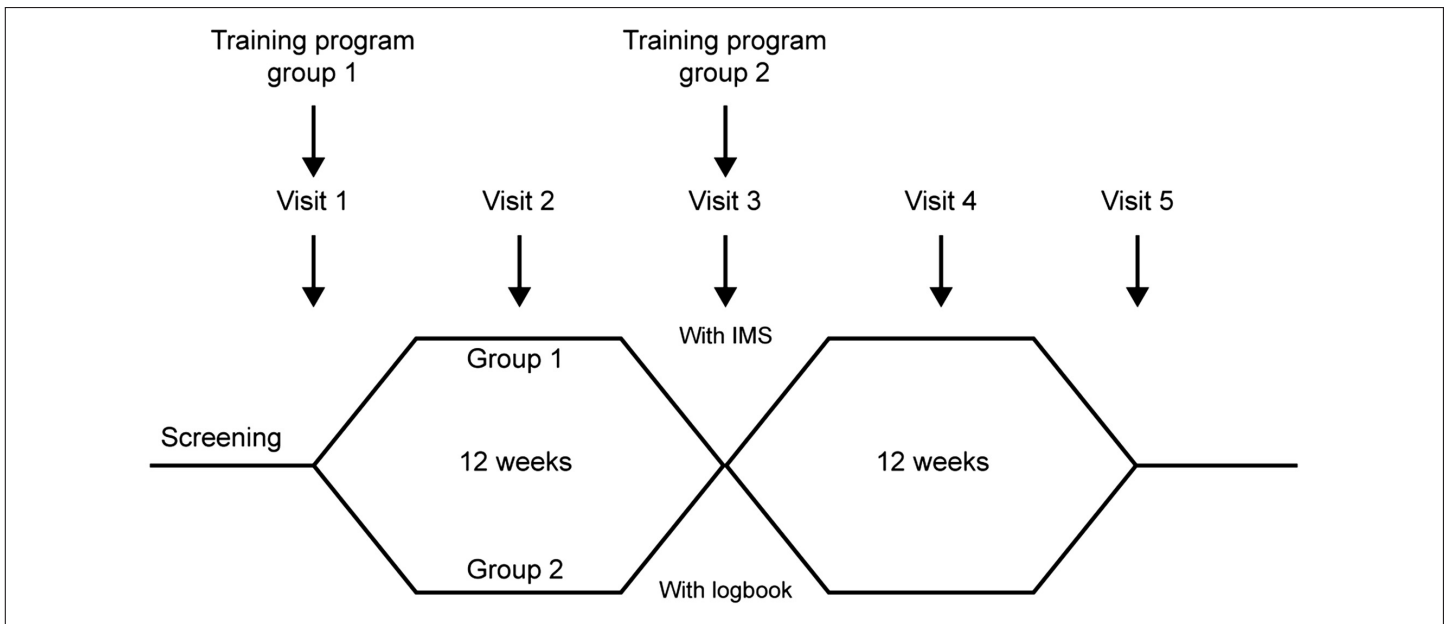 Training program
group 1
Training program
group 2
Visit 1
Visit 2
Visit 3
Visit 4
Visit 5
With IMS
Group 1
Screening
12 weeks
12 weeks
Group 2
With logbook